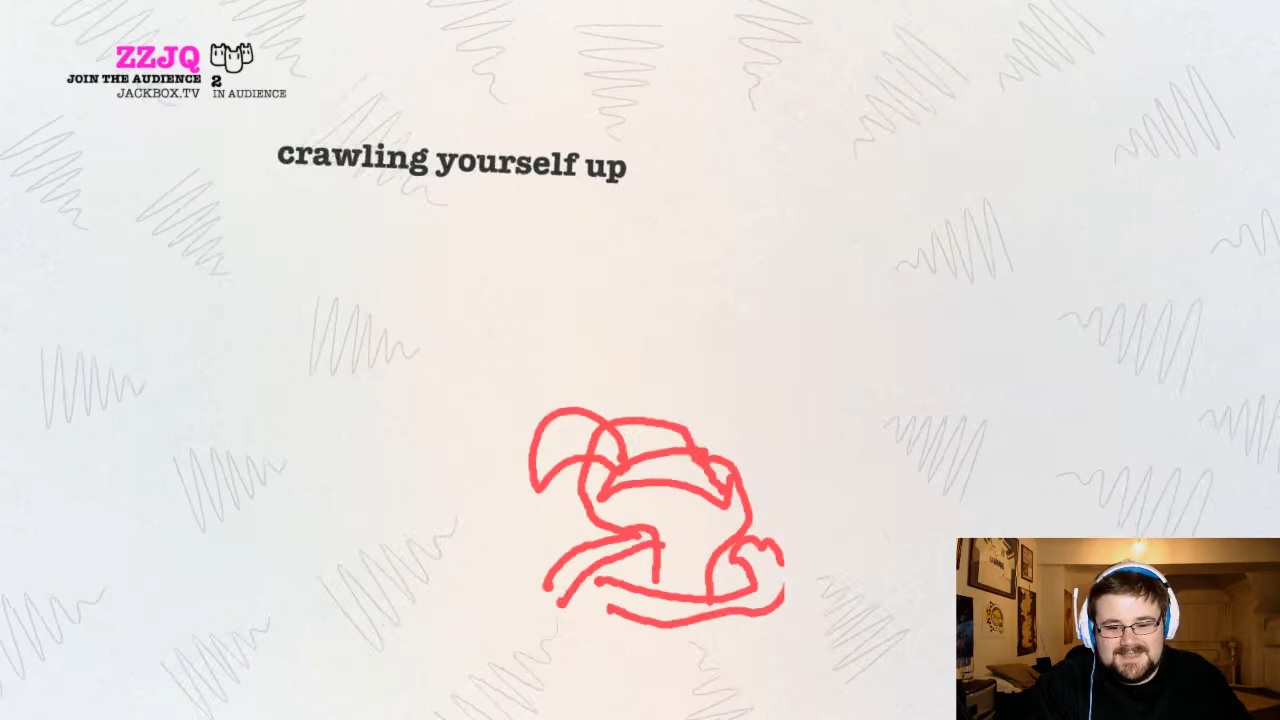 ZZJQ
JOIN THE AUDIENCE
JACKBOX.TV
2
IN AUDIENCE
crawling yourself up